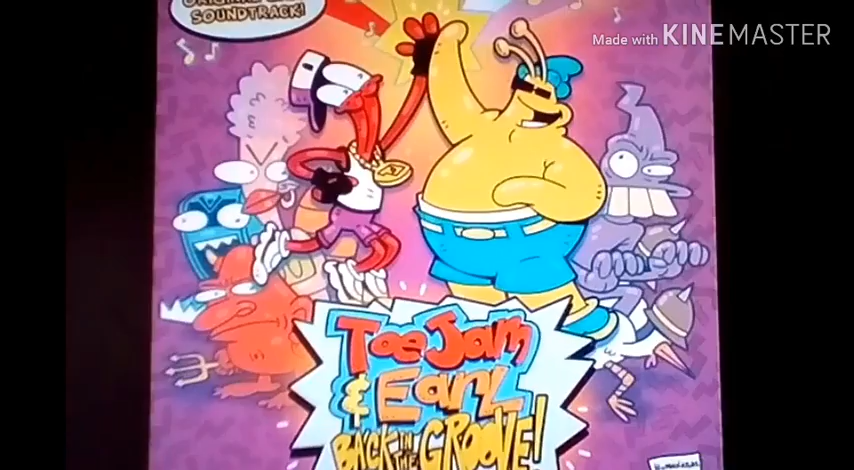 SOUNDTRACK!
Made with KINEMASTER
ToeJam
& Earl
BACK IN THE GROOVE!